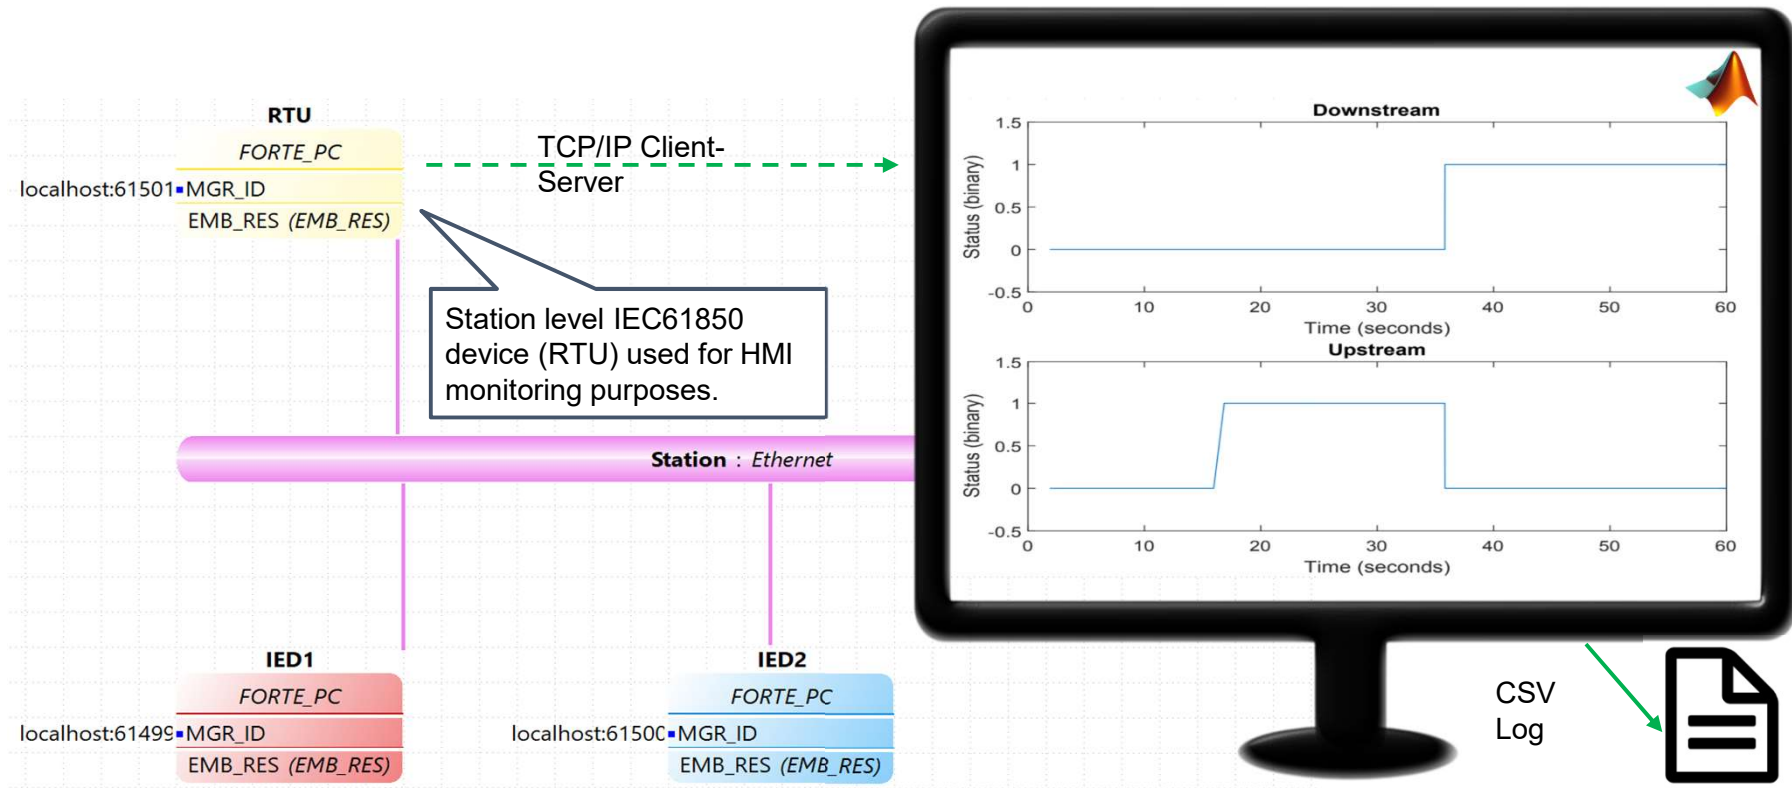 RTU
FORTE_PC
localhost:61501
MGR_ID
EMB_RES (EMB_RES)
TCP/IP Client-
Server
Station level IEC61850
device (RTU) used for HMI
monitoring purposes.
Station : Ethernet
IED1
FORTE_PC
localhost:61499
MGR_ID
EMB_RES (EMB_RES)
IED2
FORTE_PC
localhost:61500
MGR_ID
EMB_RES (EMB_RES)
Downstream
Status (binary)
1.5
1
0.5
0
-0.5
0 10 20 30 40 50 60
Time (seconds)
Upstream
Status (binary)
1.5
1
0.5
0
-0.5
0 10 20 30 40 50 60
Time (seconds)
CSV
Log